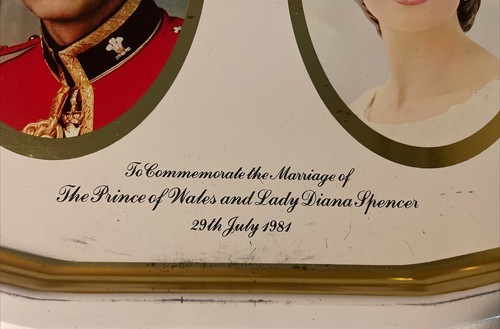 To Commemorate the Marriage of
The Prince of Wales and Lady Diana Spencer
29th July 1981